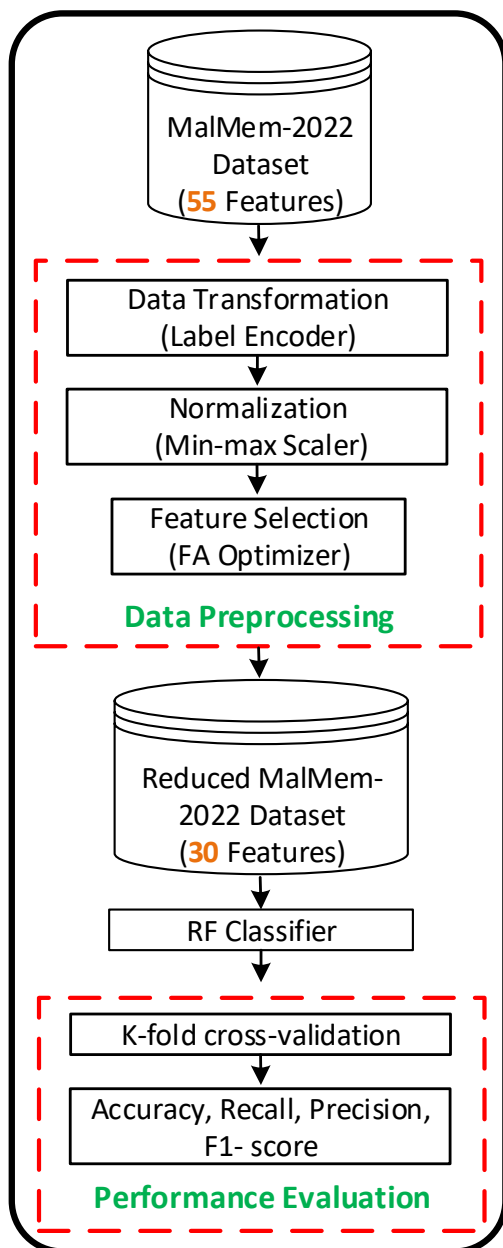 MalMem-2022
Dataset
(55 Features)
Data Transformation
(Label Encoder)
Normalization
(Min-max Scaler)
Feature Selection
(FA Optimizer)
Data Preprocessing
Reduced MalMem-
2022 Dataset
(30 Features)
RF Classifier
K-fold cross-validation
Accuracy, Recall, Precision,
F1- score
Performance Evaluation